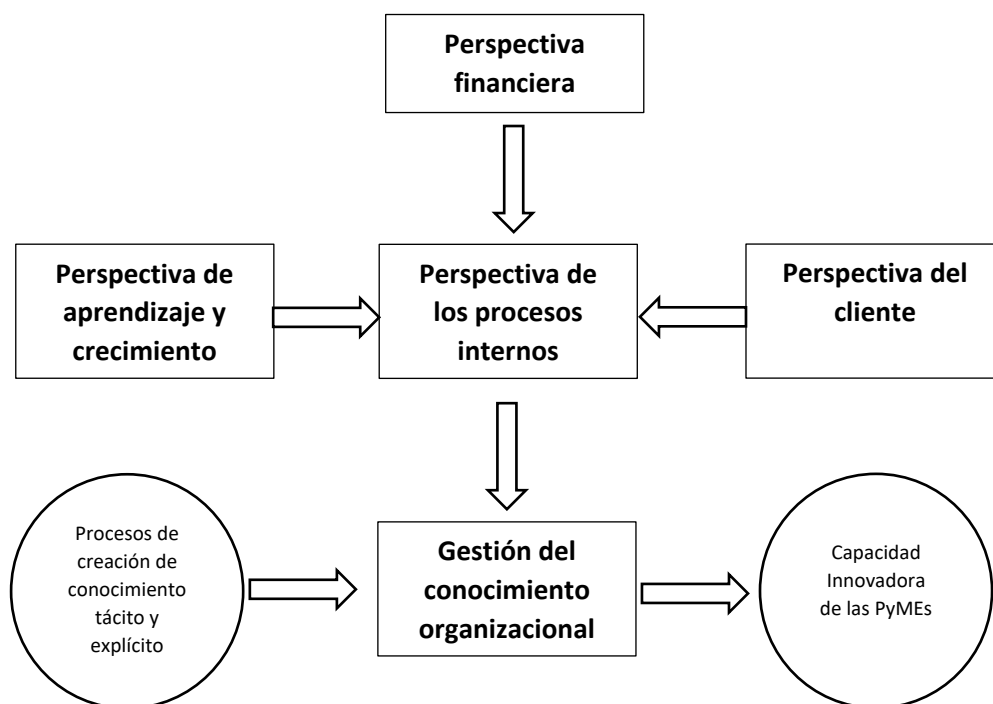 Perspectiva
financiera
Perspectiva de
aprendizaje y
crecimiento
Perspectiva de
los procesos
internos
Perspectiva del
cliente
Procesos de
creación de
conocimiento
tácito y
explícito
Gestión del
conocimiento
organizacional
Capacidad
Innovadora
de las PyMEs